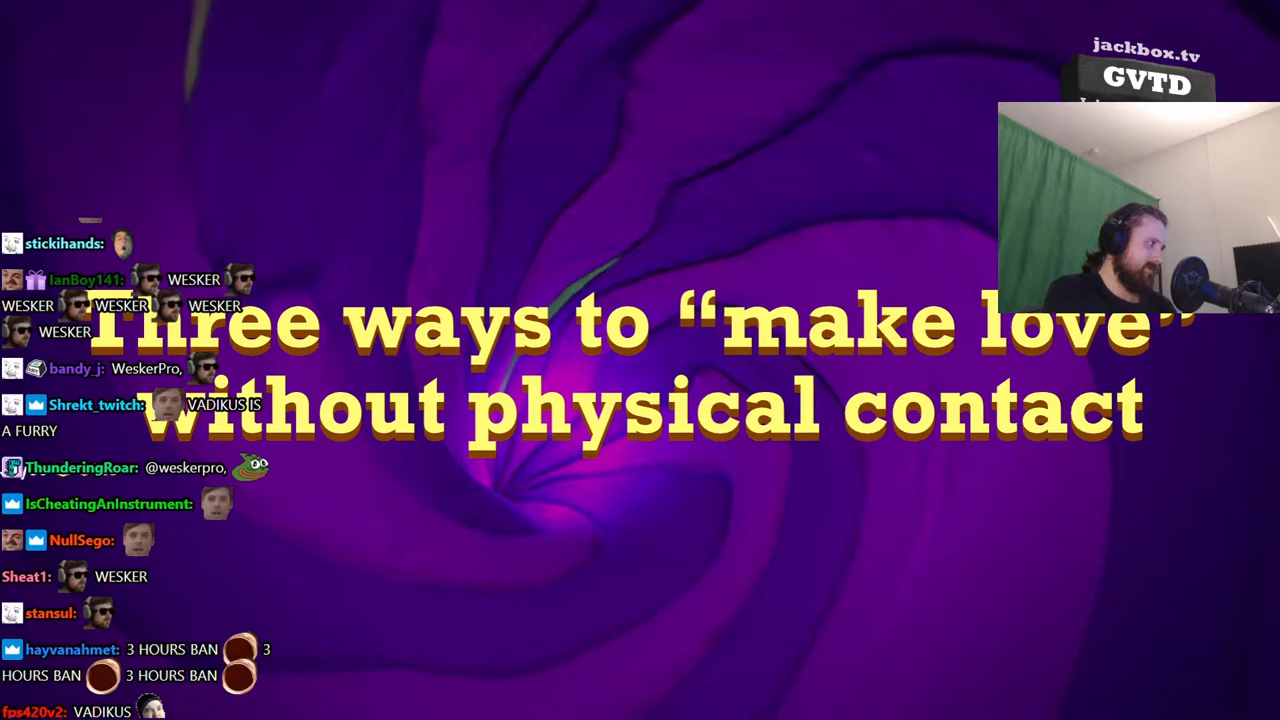 jackbox.tv
GVTD
stickihands:
IanBoy141: WESKER
WESKER WESKER WESKER
WESKER
Three ways to “make love”
without physical contact
bandy_j: WeskerPro,
Shrekt_twitch: VADIKUS IS
A FURRY
ThunderingRoar: @weskerpro,
IsCheatingAnInstrument:
NullSego:
Sheat1: WESKER
stansul:
hayvanahmet: 3 HOURS BAN 3
HOURS BAN 3 HOURS BAN
fps420v2: VADIKUS